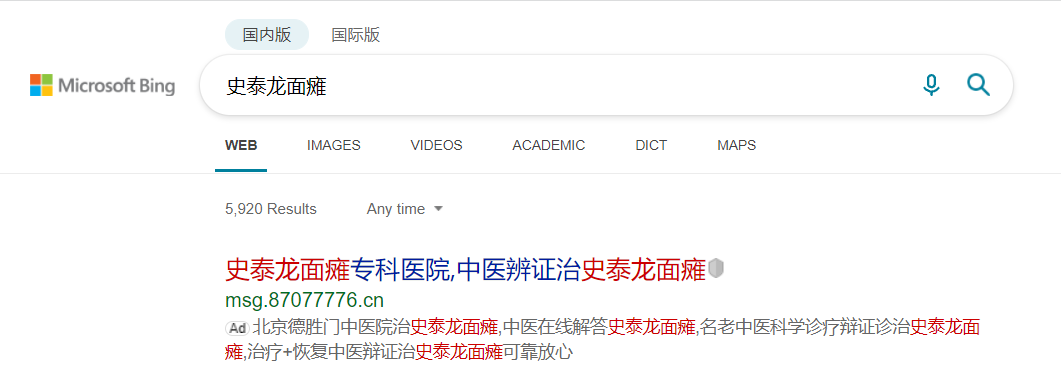 国内版 国际版
Microsoft Bing 史泰龙面瘫
WEB IMAGES VIDEOS ACADEMIC DICT MAPS
5,920 Results Any time
史泰龙面瘫专科医院,中医辨证治史泰龙面瘫
msg.87077776.cn
Ad 北京德胜门中医院治史泰龙面瘫,中医在线解答史泰龙面瘫,名老中医科学诊疗辩证诊治史泰龙面
瘫,治疗+恢复中医辩证治史泰龙面瘫可靠放心